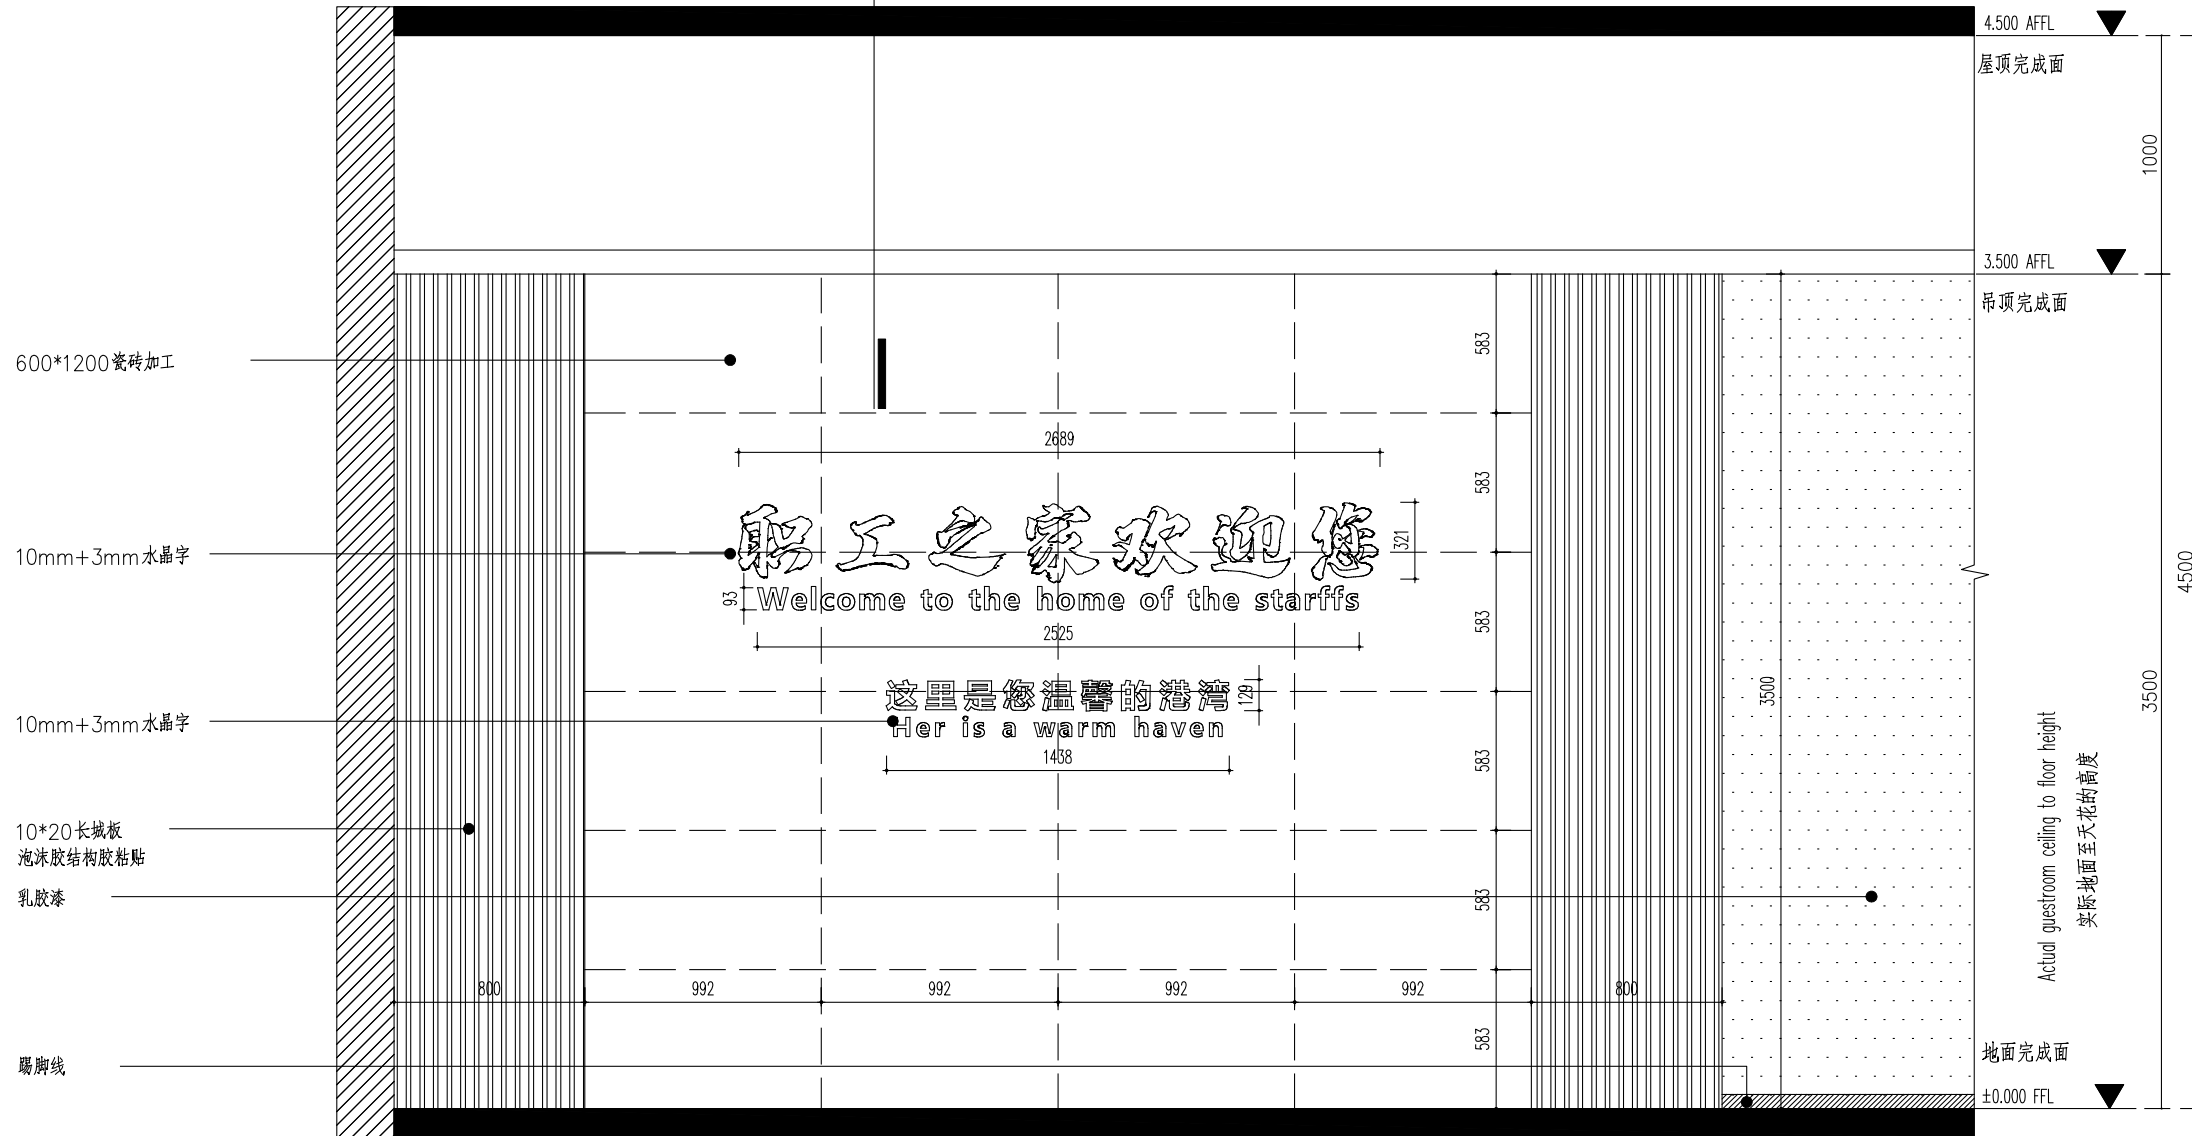 4.500 AFFL
屋顶完成面
1000
3.500 AFFL
吊顶完成面
600*1200瓷砖加工
583
2689
583
职工之家欢迎您
321
10mm+3mm水晶字
93
Welcome to the home of the starffs
4500
2525
583
这里是您温馨的港湾
129
3500
3500
10mm+3mm水晶字
Her is a warm haven
1438
583
10*20长城板
泡沫胶结构胶粘贴
Actual guestroom ceiling to floor height
实际地面至天花的高度
乳胶漆
583
800
992
992
992
992
800
583
踢脚线
地面完成面
±0.000 FFL